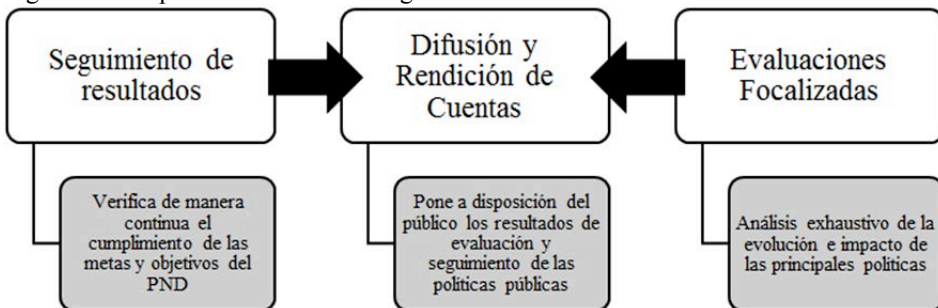 Seguimiento de
resultados
Difusión y
Rendición de
Cuentas
Evaluaciones
Focalizadas
Verifica de manera
continua el
cumplimiento de las
metas y objetivos del
PND
Pone a disposición del
público los resultados de
evaluación y
seguimiento de las
políticas públicas
Análisis exhaustivo de la
evolución e impacto de
las principales políticas